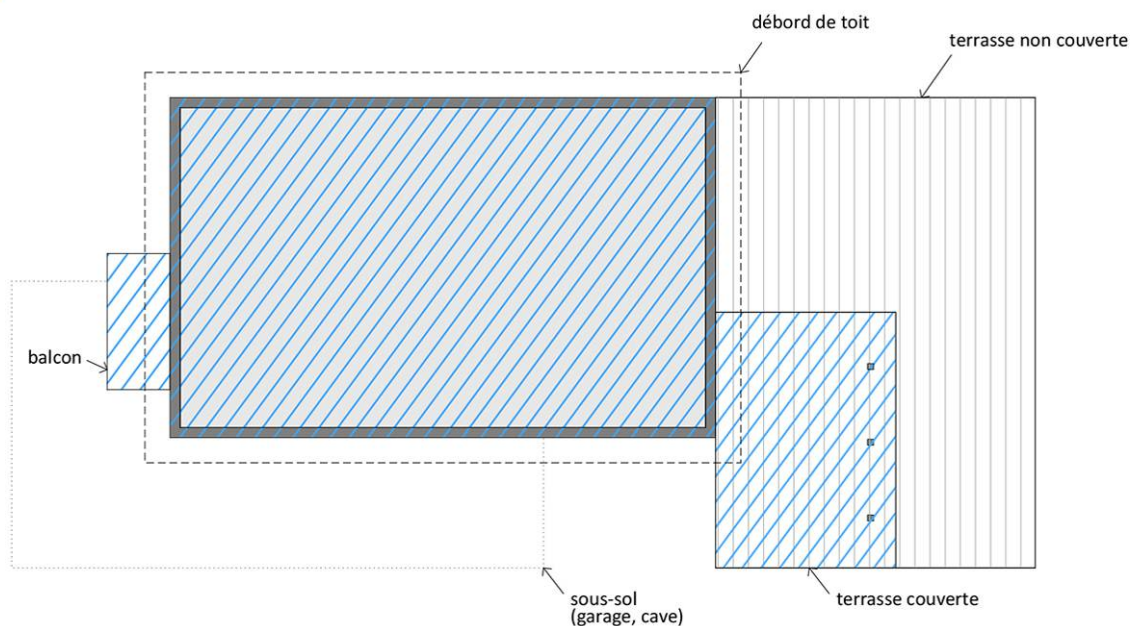 débord de toit
terrasse non couverte
balcon
sous-sol
(garage, cave)
terrasse couverte